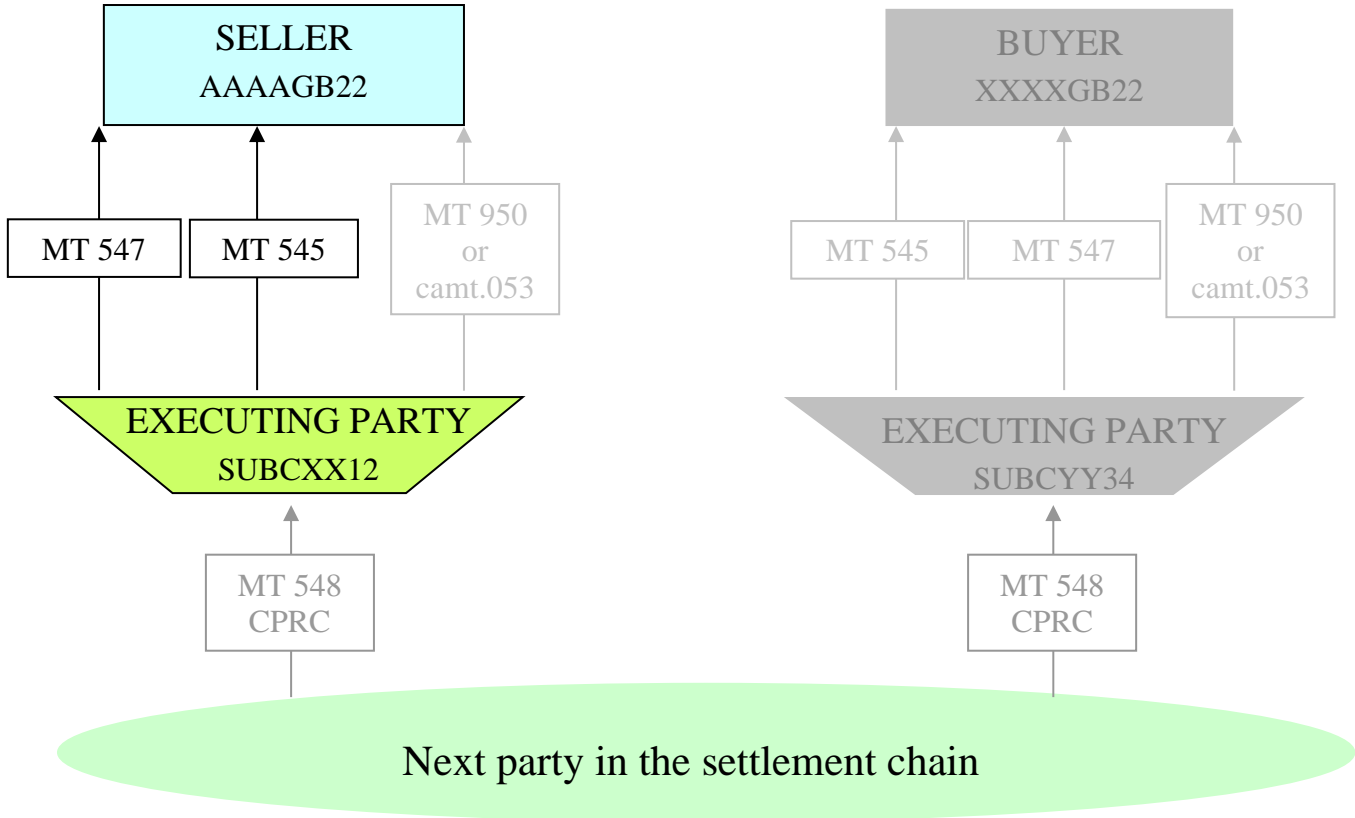 SELLER
AAAAGB22
BUYER
XXXXGB22
MT 547
MT 545
MT 950
or
camt.053
MT 545
MT 547
MT 950
or
camt.053
EXECUTING PARTY
SUBCXX12
EXECUTING PARTY
SUBCYY34
MT 548
CPRC
MT 548
CPRC
Next party in the settlement chain